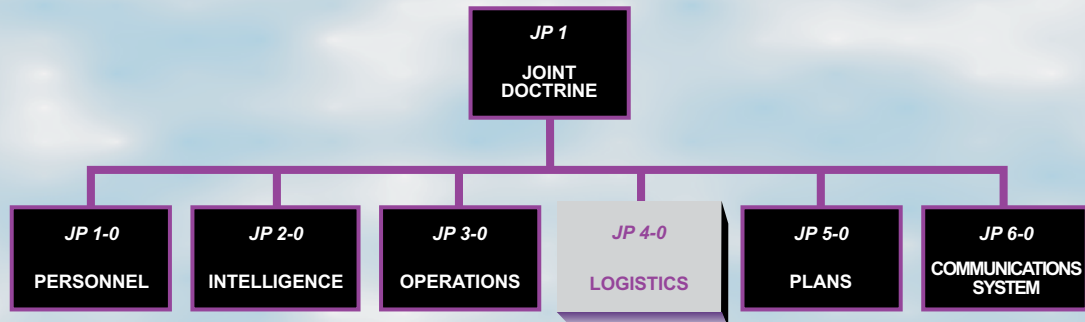 JP 1
JOINT
DOCTRINE
JP 1-0
PERSONNEL
JP 2-0
INTELLIGENCE
JP 3-0
OPERATIONS
JP 4-0
LOGISTICS
JP 5-0
PLANS
JP 6-0
COMMUNICATIONS
SYSTEM